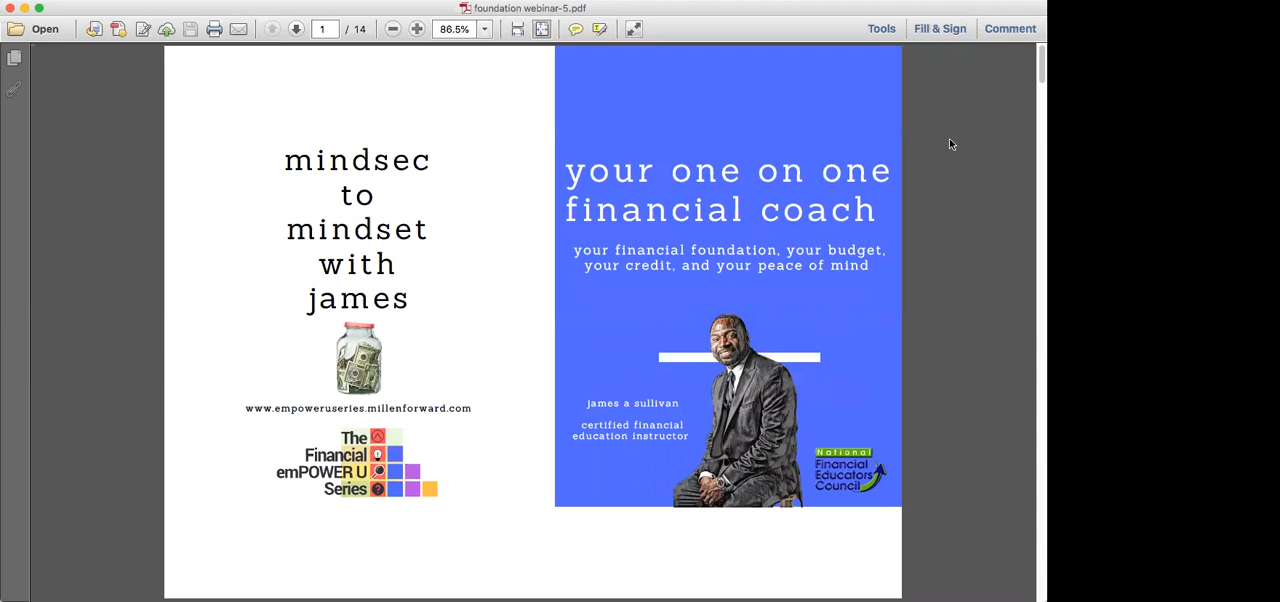 foundation webinar-5.pdf
Open
1 / 14
86.5%
Tools
Fill & Sign
Comment
mindsec
to
mindset
with
james
www.empoweruseries.millenforward.com
The
Financial
emPOWER U
Series
your one on one
financial coach
your financial foundation, your budget,
your credit, and your peace of mind
james a sullivan
certified financial
education instructor
National
Financial
Educators
Council